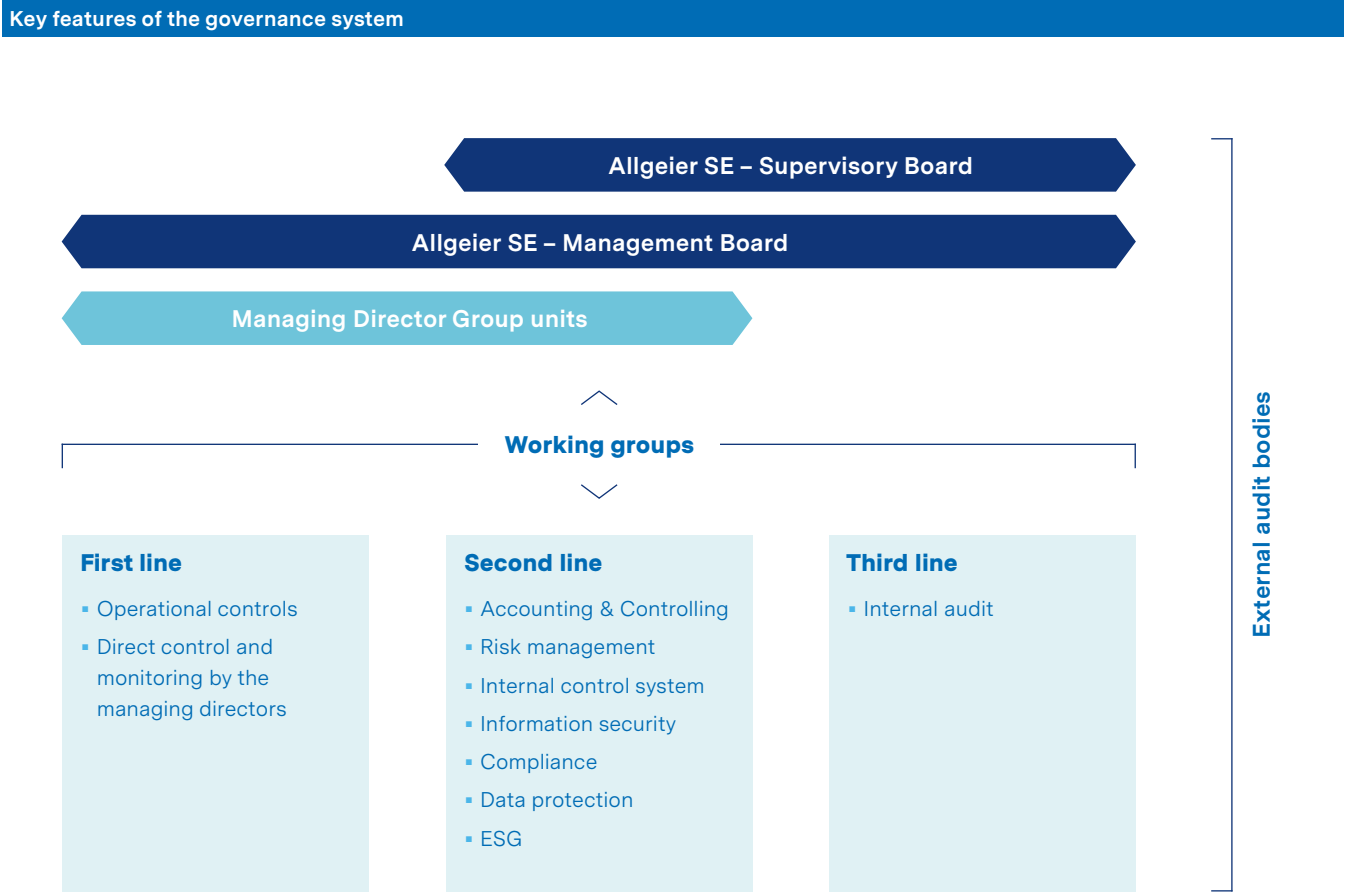 Key features of the governance system
Allgeier SE – Supervisory Board
Allgeier SE – Management Board
Managing Director Group units
Working groups
External audit bodies
First line
▪ Operational controls
▪ Direct control and
monitoring by the
managing directors
Second line
▪ Accounting & Controlling
▪ Risk management
▪ Internal control system
▪ Information security
▪ Compliance
▪ Data protection
▪ ESG
Third line
▪ Internal audit